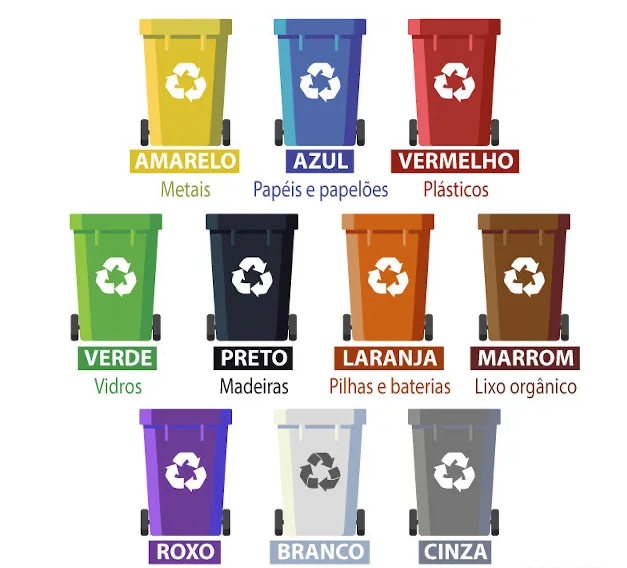 AMARELO AZUL VERMELHO
Metais Papéis e papelões Plásticos
VERDE PRETO LARANJA MARROM
Vidros Madeiras Pilhas e baterias Lixo orgânico
ROXO BRANCO CINZA